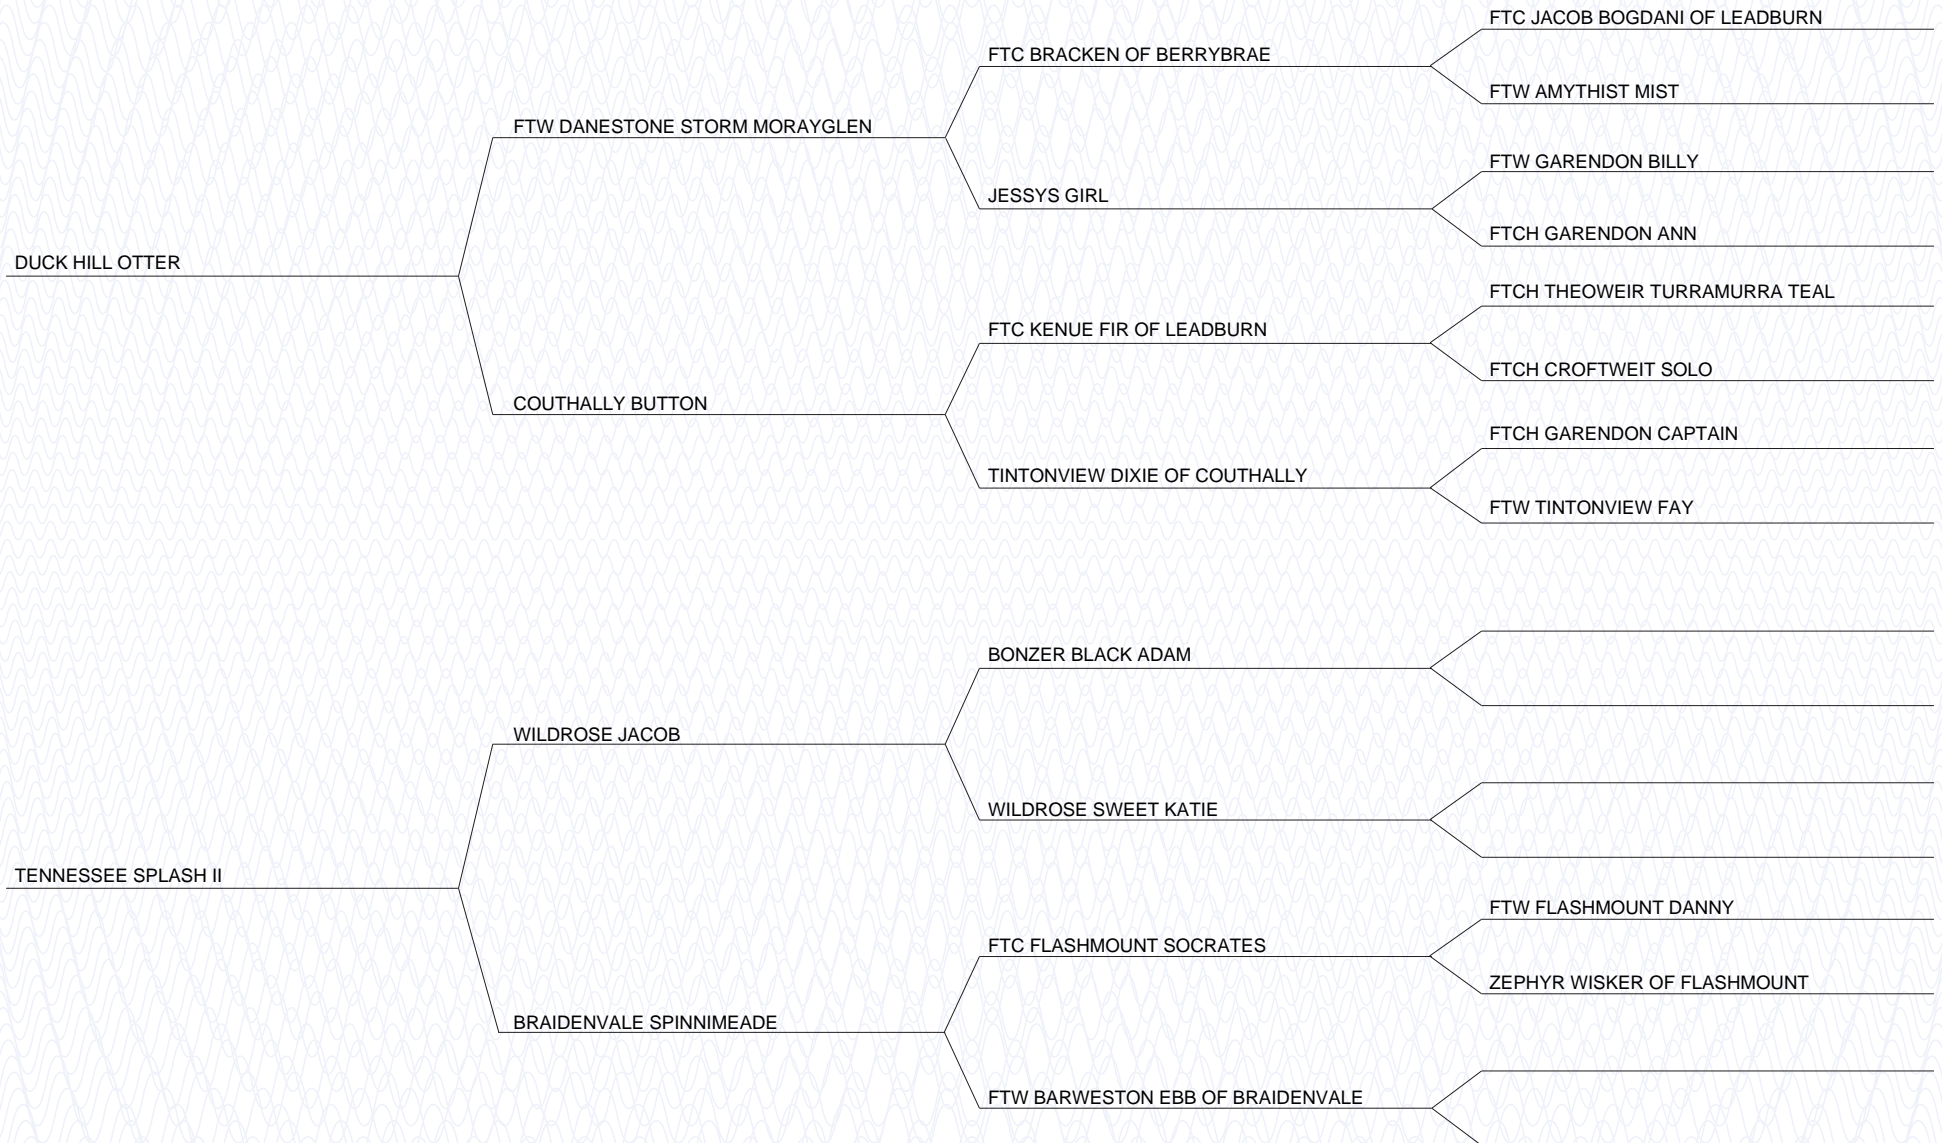 FTC JACOB BOGDANI OF LEADBURN
FTC BRACKEN OF BERRYBRAE
FTW AMYTHIST MIST
FTW DANESTONE STORM MORAYGLEN
FTW GARENDON BILLY
JESSYS GIRL
FTCH GARENDON ANN
DUCK HILL OTTER
FTCH THEOWEIR TURRAMURRA TEAL
FTC KENUE FIR OF LEADBURN
FTCH CROFTWEIT SOLO
COUTHALLY BUTTON
FTCH GARENDON CAPTAIN
TINTONVIEW DIXIE OF COUTHALLY
FTW TINTONVIEW FAY
BONZER BLACK ADAM
WILDROSE JACOB
WILDROSE SWEET KATIE
TENNESSEE SPLASH II
FTW FLASHMOUNT DANNY
FTC FLASHMOUNT SOCRATES
ZEPHYR WISKER OF FLASHMOUNT
BRAIDENVALE SPINNIMEADE
FTW BARWESTON EBB OF BRAIDENVALE